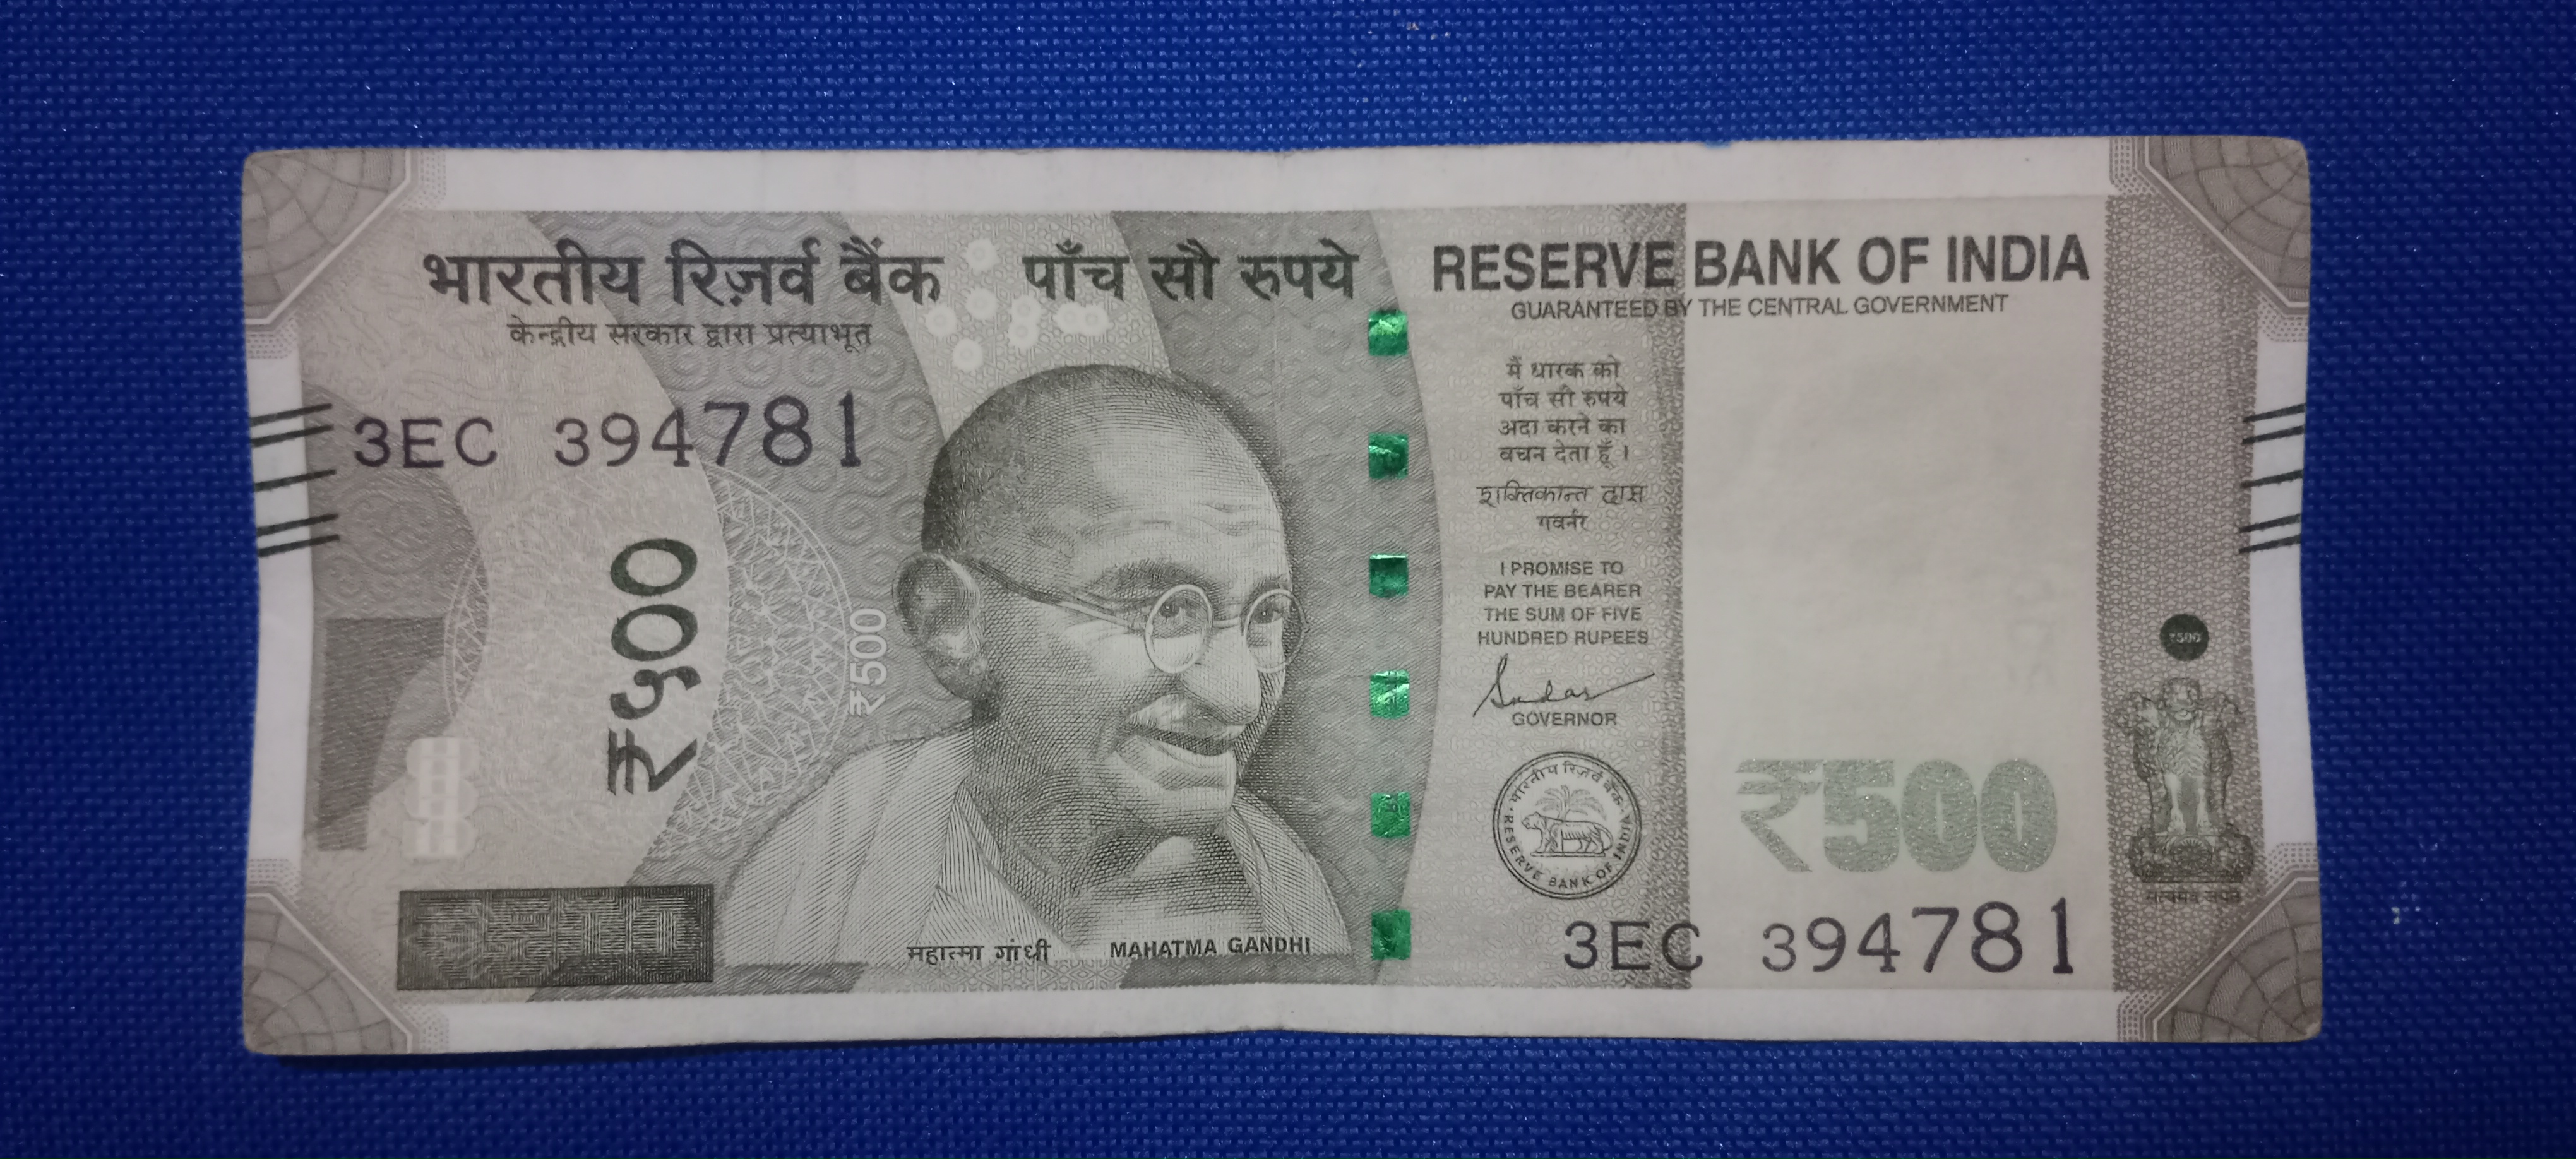 भारतीय रिज़र्व बैंक पाँच सौ रुपये RESERVE BANK OF INDIA
केन्द्रीय सरकार द्वारा प्रत्याभूत
GUARANTEED BY THE CENTRAL GOVERNMENT
3EC 394781
₹५००
₹500
मैं धारक को
पाँच सौ रुपये
अदा करने का
वचन देता हूँ ।
शक्तिकान्त दास
गवर्नर
I PROMISE TO
PAY THE BEARER
THE SUM OF FIVE
HUNDRED RUPEES
GOVERNOR
भारतीय रिज़र्व बैंक
RESERVE BANK OF INDIA
₹500
₹500
सत्यमेव जयते
महात्मा गांधी MAHATMA GANDHI
3EC 394781